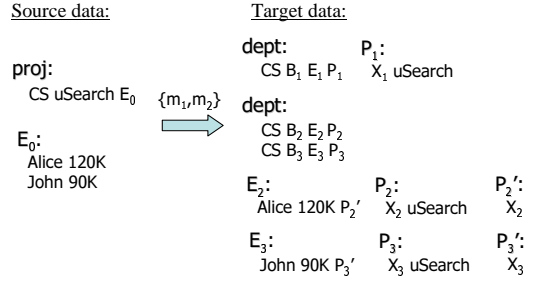 Source data:
Target data:
proj:
CS uSearch E₀
E₀:
Alice 120K
John 90K
{m₁,m₂}
dept: P₁:
CS B₁ E₁ P₁ X₁ uSearch
dept:
CS B₂ E₂ P₂
CS B₃ E₃ P₃
E₂: P₂: P₂′:
Alice 120K P₂′ X₂ uSearch X₂
E₃: P₃: P₃′:
John 90K P₃′ X₃ uSearch X₃